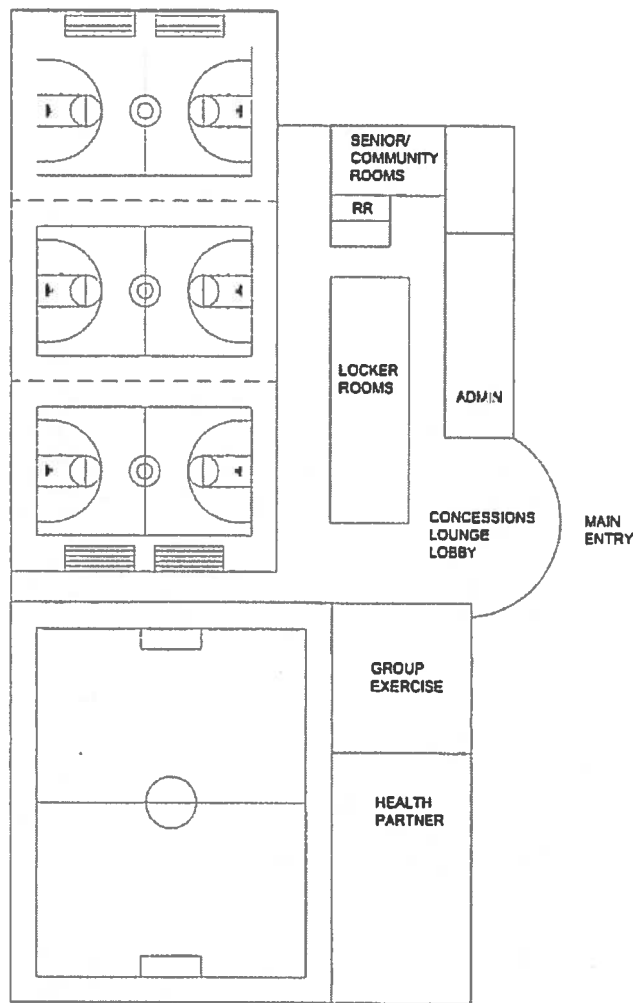 SENIOR/
COMMUNITY
ROOMS
RR
LOCKER
ROOMS
ADMIN
CONCESSIONS
LOUNGE
LOBBY
MAIN
ENTRY
GROUP
EXERCISE
HEALTH
PARTNER